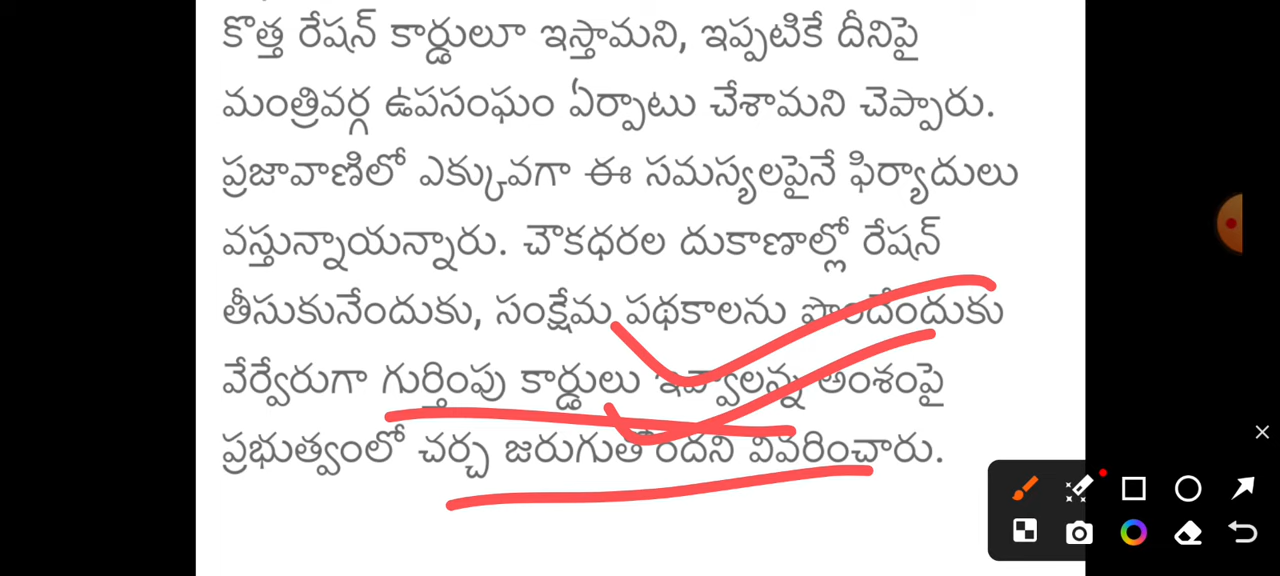 కొత్త రేషన్ కార్డులూ ఇస్తామని, ఇప్పటికే దీనిపై
మంత్రివర్గ ఉపసంఘం ఏర్పాటు చేశామని చెప్పారు.
ప్రజావాణిలో ఎక్కువగా ఈ సమస్యలపైనే ఫిర్యాదులు
వస్తున్నాయన్నారు. చౌకధరల దుకాణాల్లో రేషన్
తీసుకునేందుకు, సంక్షేమ పథకాలను పొందేందుకు
వేర్వేరుగా గుర్తింపు కార్డులు ఇవ్వాలన్న అంశంపై
ప్రభుత్వంలో చర్చ జరుగుతోందని వివరించారు.